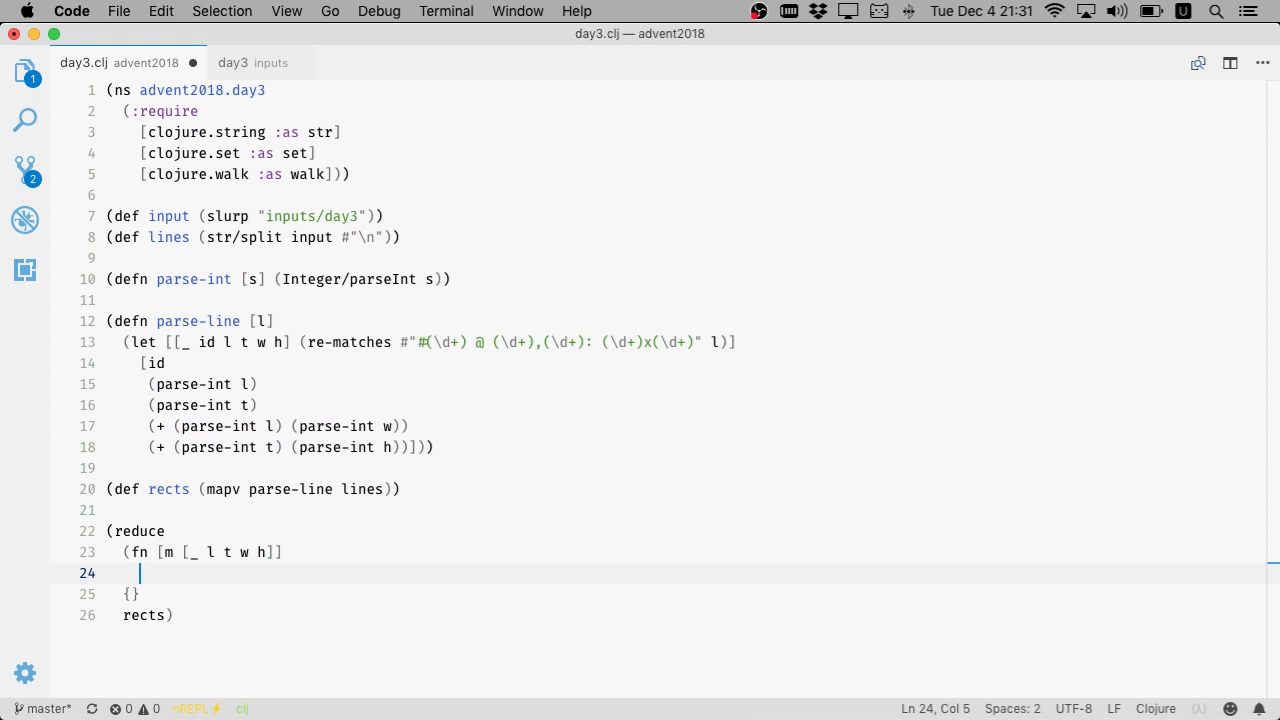 Code File Edit Selection View Go Debug Terminal Window Help Tue Dec 4 21:31 U
day3.clj — advent2018
day3.clj advent2018 ● day3 inputs
1 (ns advent2018.day3
2 (:require
3 [clojure.string :as str]
4 [clojure.set :as set]
5 [clojure.walk :as walk]))
6
7 (def input (slurp "inputs/day3"))
8 (def lines (str/split input #"\n"))
9
10 (defn parse-int [s] (Integer/parseInt s))
11
12 (defn parse-line [l]
13 (let [[_ id l t w h] (re-matches #"#(\d+) @ (\d+),(\d+): (\d+)x(\d+)" l)]
14 [id
15 (parse-int l)
16 (parse-int t)
17 (+ (parse-int l) (parse-int w))
18 (+ (parse-int t) (parse-int h))]))
19
20 (def rects (mapv parse-line lines))
21
22 (reduce
23 (fn [m [_ l t w h]]
24
25 {}
26 rects)
1
2
master* 0 0 nREPL⚡ clj Ln 24, Col 5 Spaces: 2 UTF-8 LF Clojure (λ)